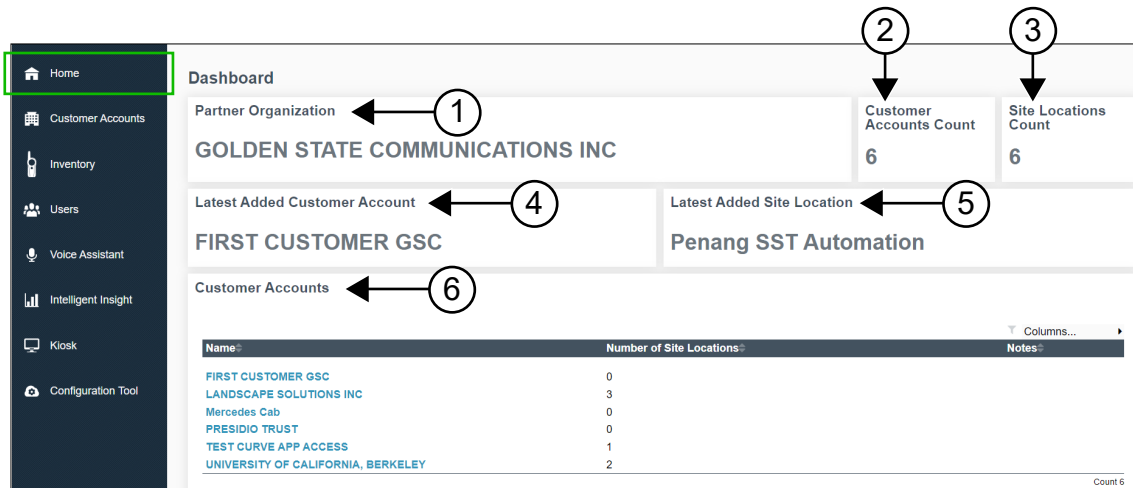 2
3
Home
Customer Accounts
Inventory
Users
Voice Assistant
Intelligent Insight
Kiosk
Configuration Tool
Dashboard
Partner Organization
1
GOLDEN STATE COMMUNICATIONS INC
Customer
Accounts Count
6
Site Locations
Count
6
Latest Added Customer Account
4
FIRST CUSTOMER GSC
Latest Added Site Location
5
Penang SST Automation
Customer Accounts
6
Columns...
Name Number of Site Locations Notes
FIRST CUSTOMER GSC 0
LANDSCAPE SOLUTIONS INC 3
Mercedes Cab 0
PRESIDIO TRUST 0
TEST CURVE APP ACCESS 1
UNIVERSITY OF CALIFORNIA, BERKELEY 2
Count 6